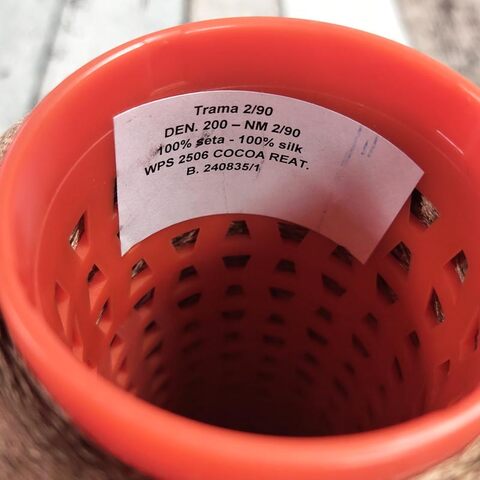 Trama 2/90
DEN. 200 – NM 2/90
100% seta - 100% silk
WPS 2506 COCOA REAT.
B. 240835/1